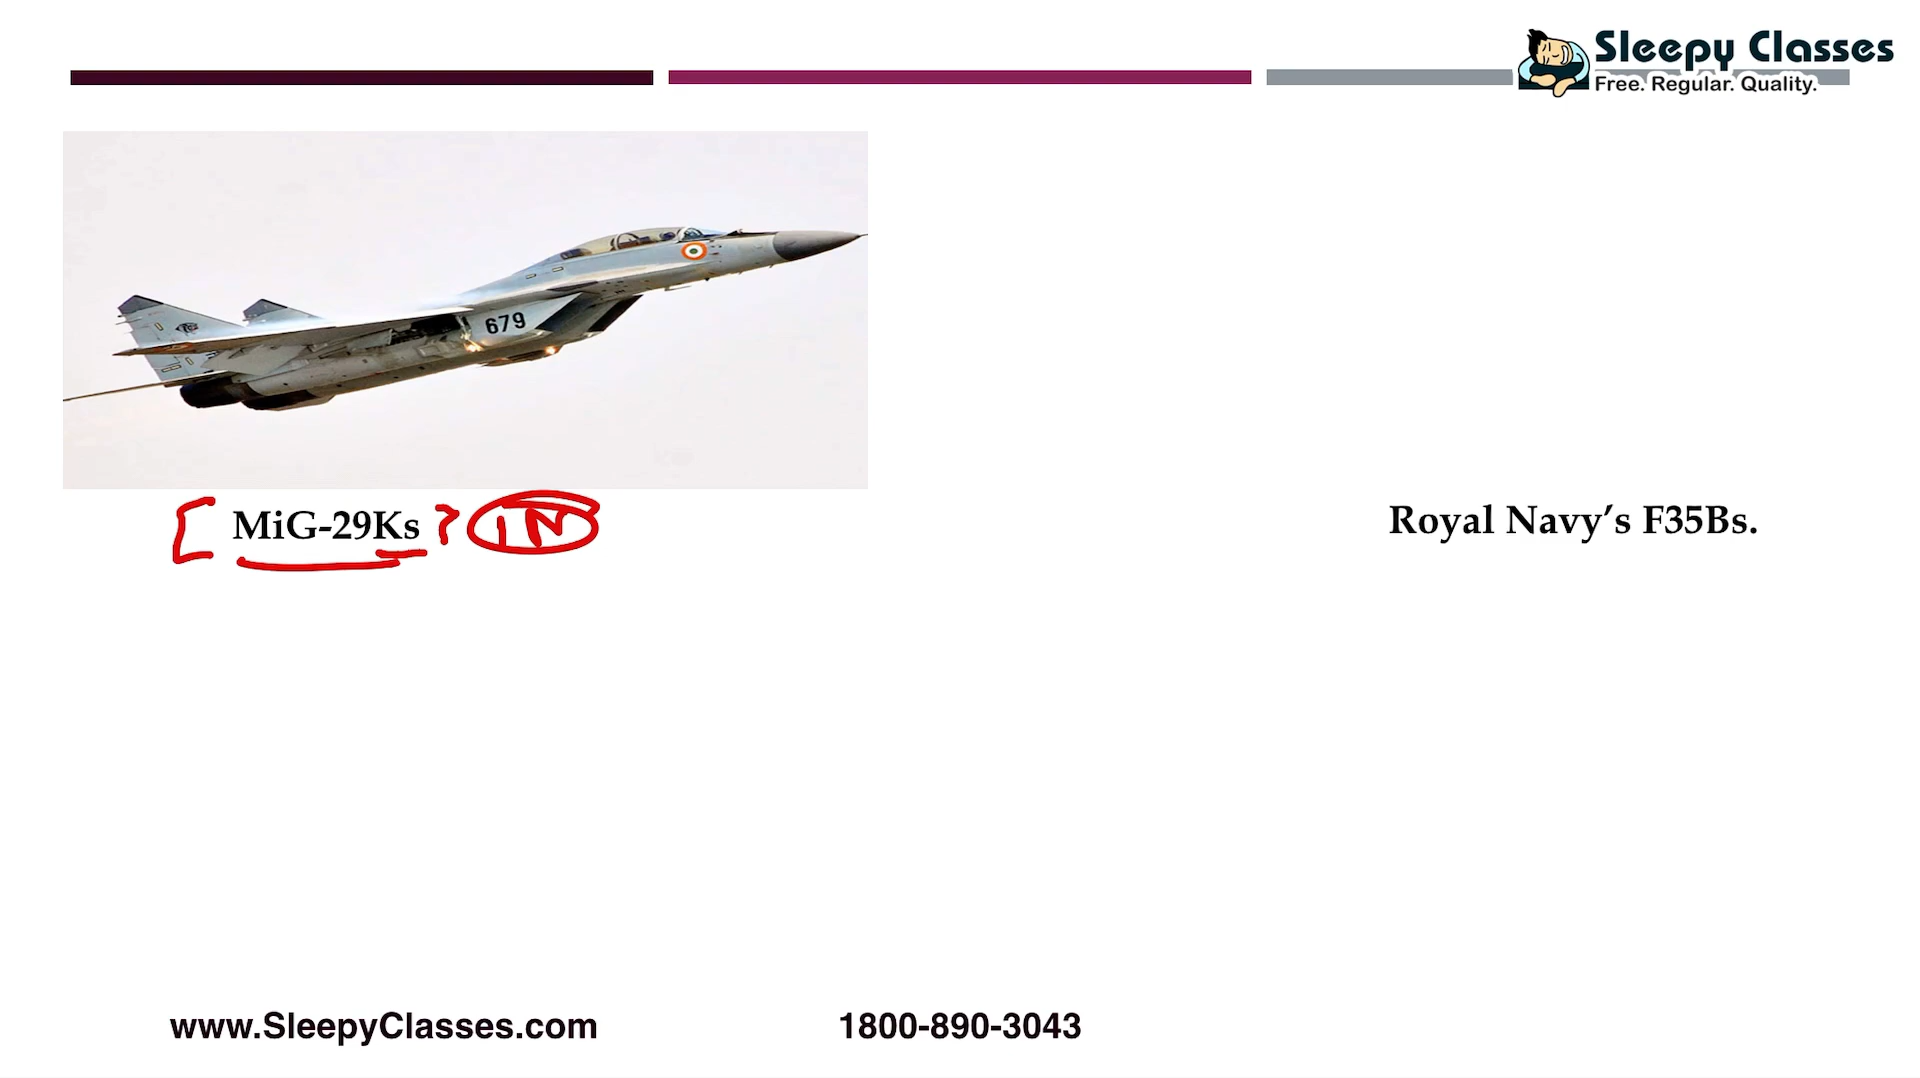 Sleepy Classes
Free. Regular. Quality.
679
MiG-29Ks ? IN
Royal Navy’s F35Bs.
www.SleepyClasses.com
1800-890-3043